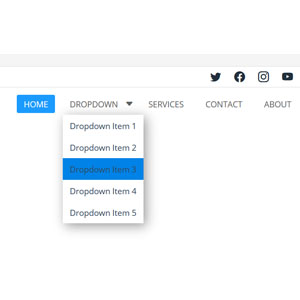 HOME DROPDOWN SERVICES CONTACT ABOUT
Dropdown Item 1
Dropdown Item 2
Dropdown Item 3
Dropdown Item 4
Dropdown Item 5